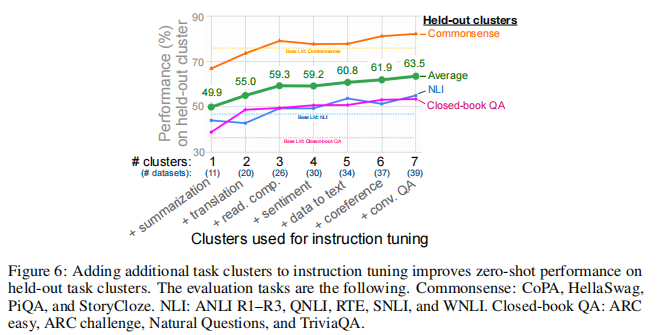 90
70
50
30
Performance (%)
on held-out cluster
Held-out clusters
Commonsense
Average
NLI
Closed-book QA
Base LM: Commonsense
Base LM: NLI
Base LM: Closed-book QA
49.9 55.0 59.3 59.2 60.8 61.9 63.5
# clusters: 1 2 3 4 5 6 7
(# datasets) (11) (20) (26) (30) (34) (37) (39)
+ summarization
+ translation
+ read. comp.
+ sentiment
+ data to text
+ coreference
+ conv. QA
Clusters used for instruction tuning
Figure 6: Adding additional task clusters to instruction tuning improves zero-shot performance on
held-out task clusters. The evaluation tasks are the following. Commonsense: CoPA, HellaSwag,
PiQA, and StoryCloze. NLI: ANLI R1–R3, QNLI, RTE, SNLI, and WNLI. Closed-book QA: ARC
easy, ARC challenge, Natural Questions, and TriviaQA.